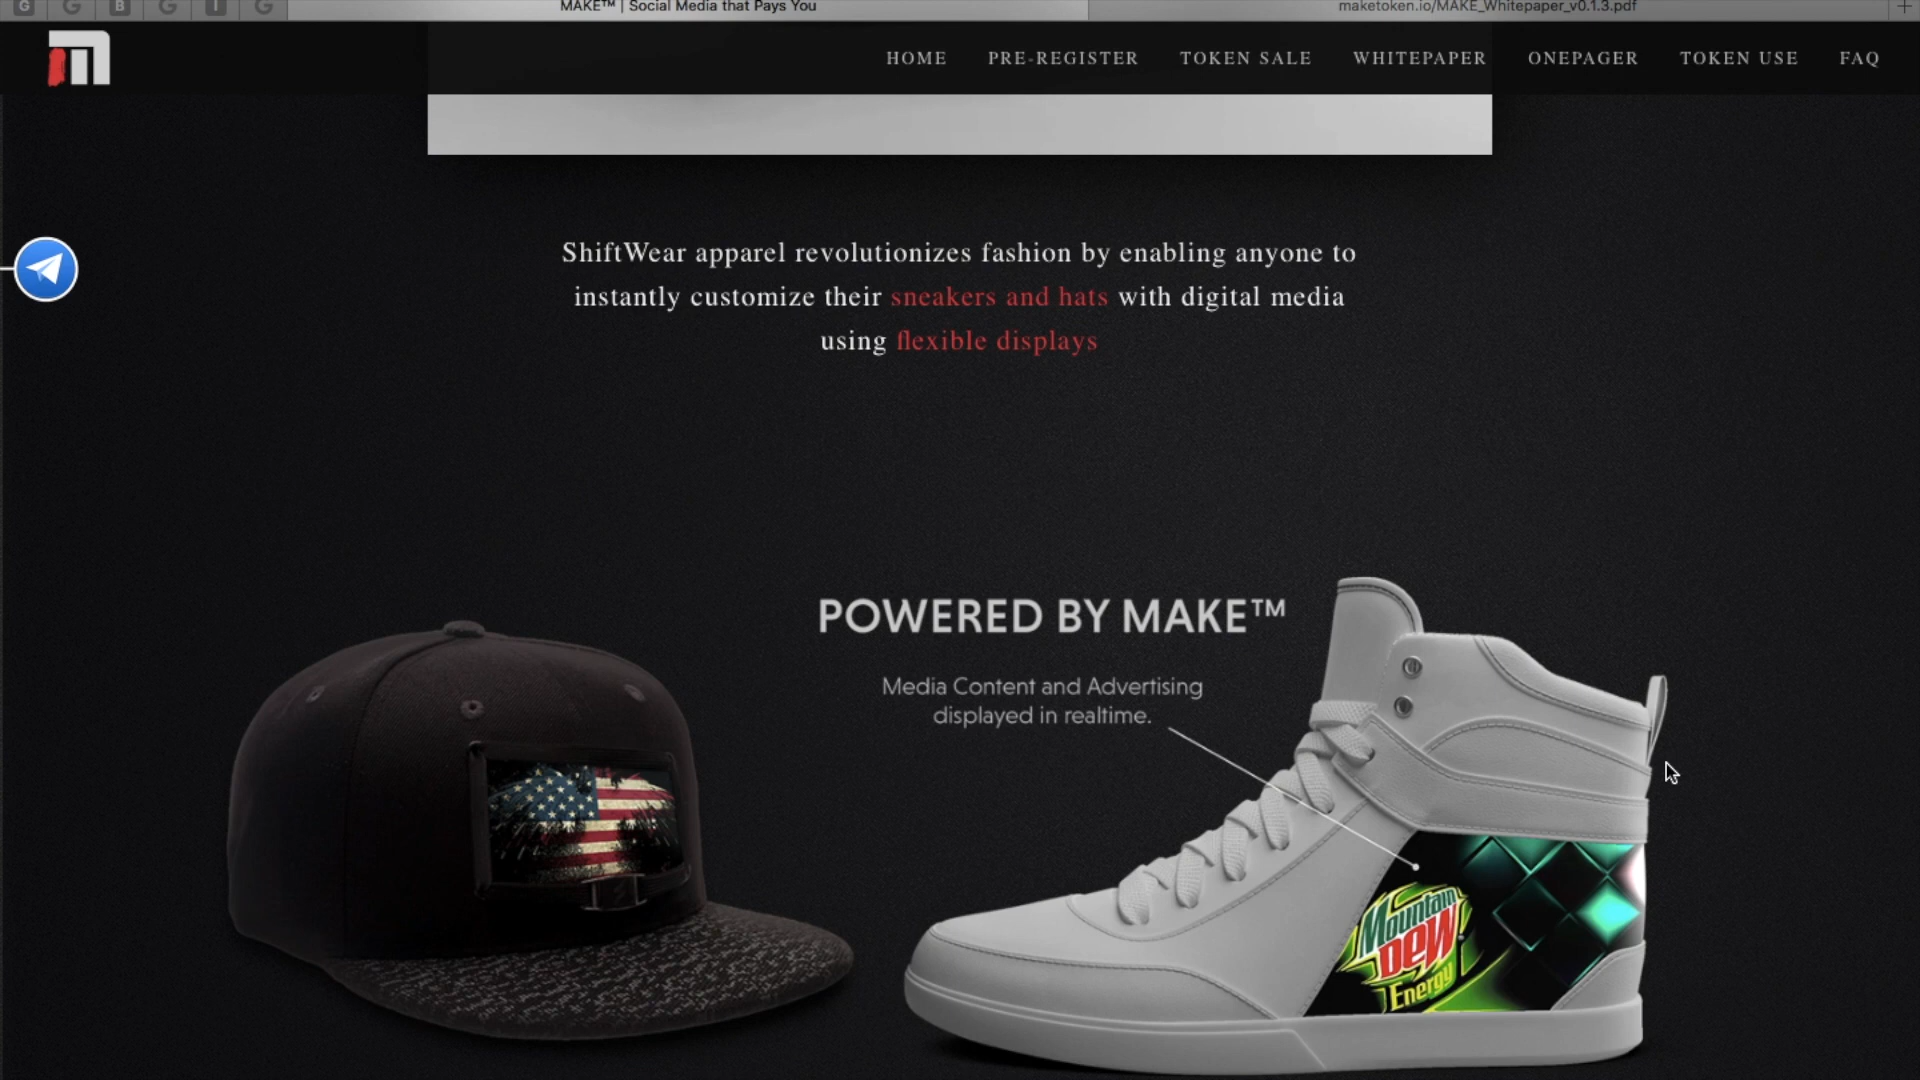 G G B G T G
MAKE™ | Social Media that Pays You
maketoken.io/MAKE_Whitepaper_v0.1.3.pdf
HOME PRE-REGISTER TOKEN SALE WHITEPAPER ONEPAGER TOKEN USE FAQ
ShiftWear apparel revolutionizes fashion by enabling anyone to
instantly customize their sneakers and hats with digital media
using flexible displays
POWERED BY MAKE™
Media Content and Advertising
displayed in realtime.
Mountain
Dew
Energy